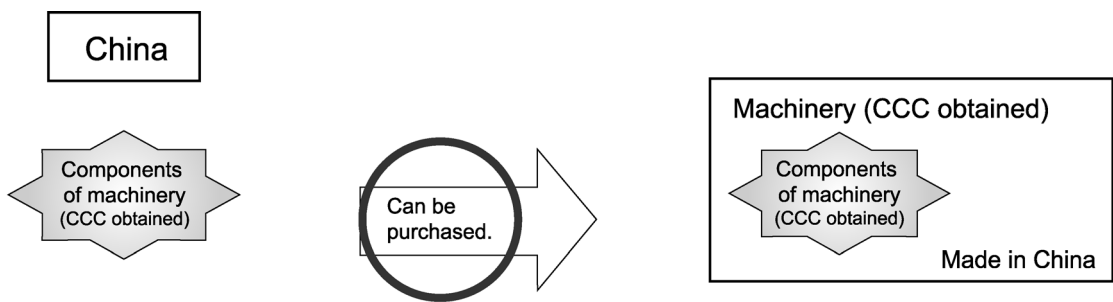 China
Components
of machinery
(CCC obtained)
Can be
purchased.
Machinery (CCC obtained)
Components
of machinery
(CCC obtained)
Made in China